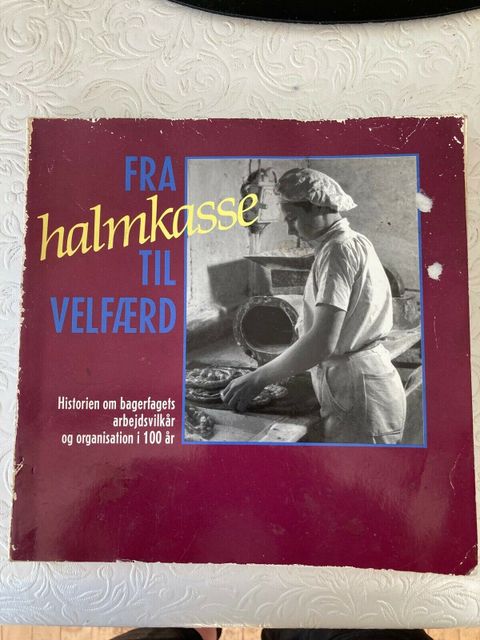 FRA
halmkasse
TIL
VELFÆRD
Historien om bagerfagets
arbejdsvilkår
og organisation i 100 år